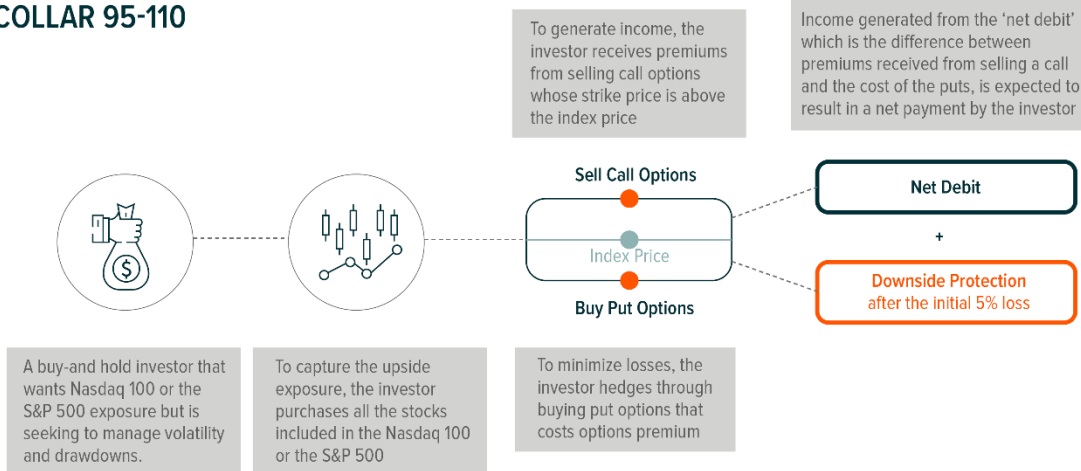 COLLAR 95-110
To generate income, the
investor receives premiums
from selling call options
whose strike price is above
the index price
Income generated from the ‘net debit’
which is the difference between
premiums received from selling a call
and the cost of the puts, is expected to
result in a net payment by the investor
Sell Call Options
Index Price
Buy Put Options
$
Net Debit
+
Downside Protection
after the initial 5% loss
A buy-and hold investor that
wants Nasdaq 100 or the
S&P 500 exposure but is
seeking to manage volatility
and drawdowns.
To capture the upside
exposure, the investor
purchases all the stocks
included in the Nasdaq 100
or the S&P 500
To minimize losses, the
investor hedges through
buying put options that
costs options premium